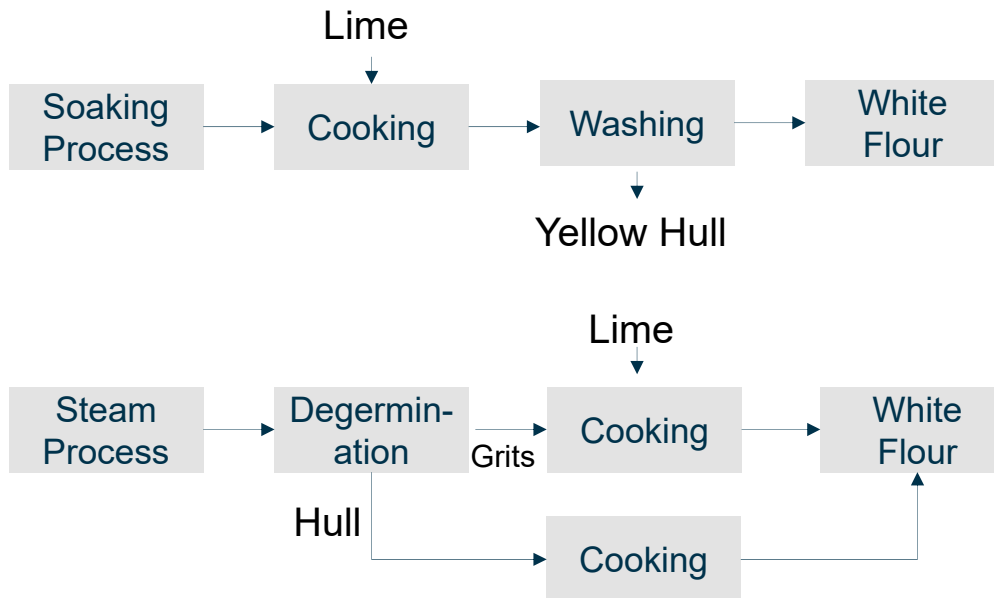 Lime
Soaking
Process
Cooking
Washing
White
Flour
Yellow Hull
Lime
Steam
Process
Degermin-
ation
Grits
Cooking
White
Flour
Hull
Cooking